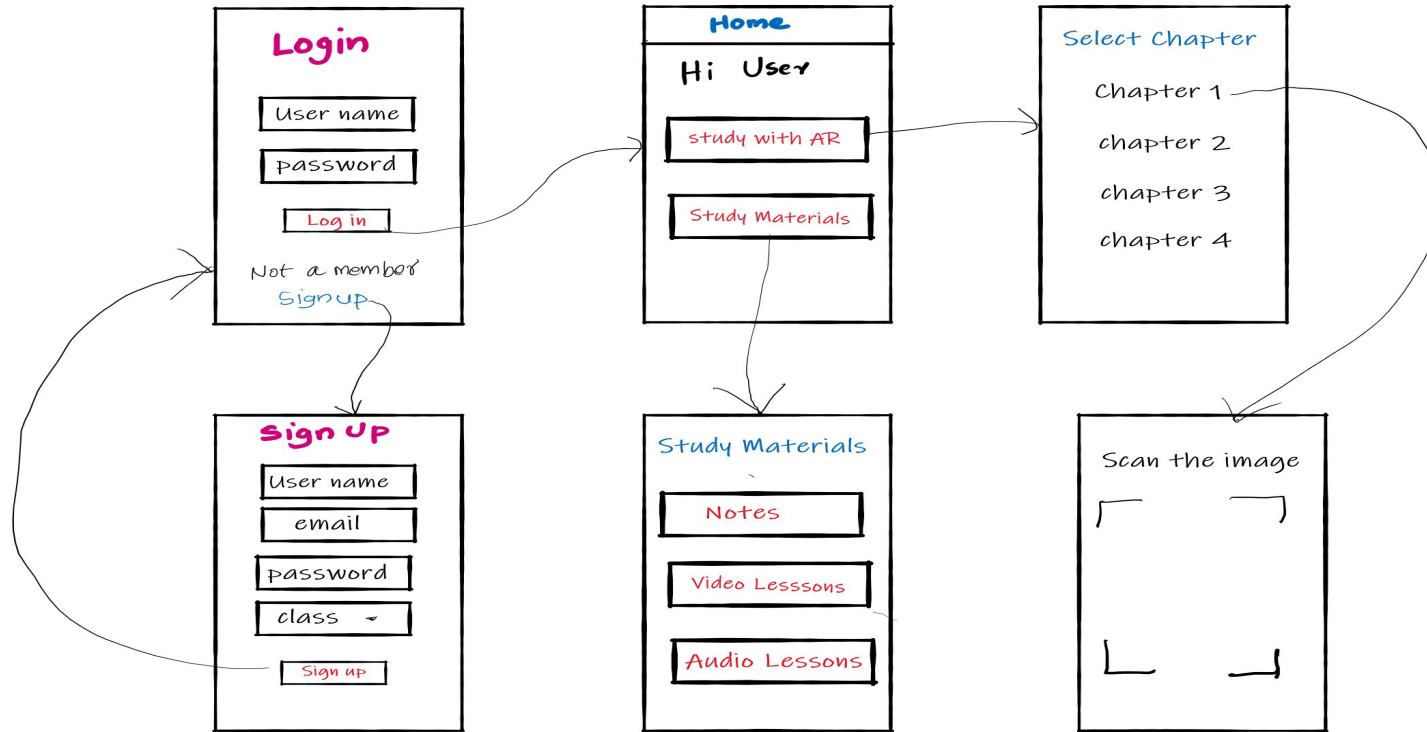 Login
User name
password
Log in
Not a member
Signup
Home
Hi User
study with AR
Study Materials
Select Chapter
Chapter 1
chapter 2
chapter 3
chapter 4
Sign Up
User name
email
password
class
Sign up
Study Materials
Notes
Video Lesssons
Audio Lessons
Scan the image